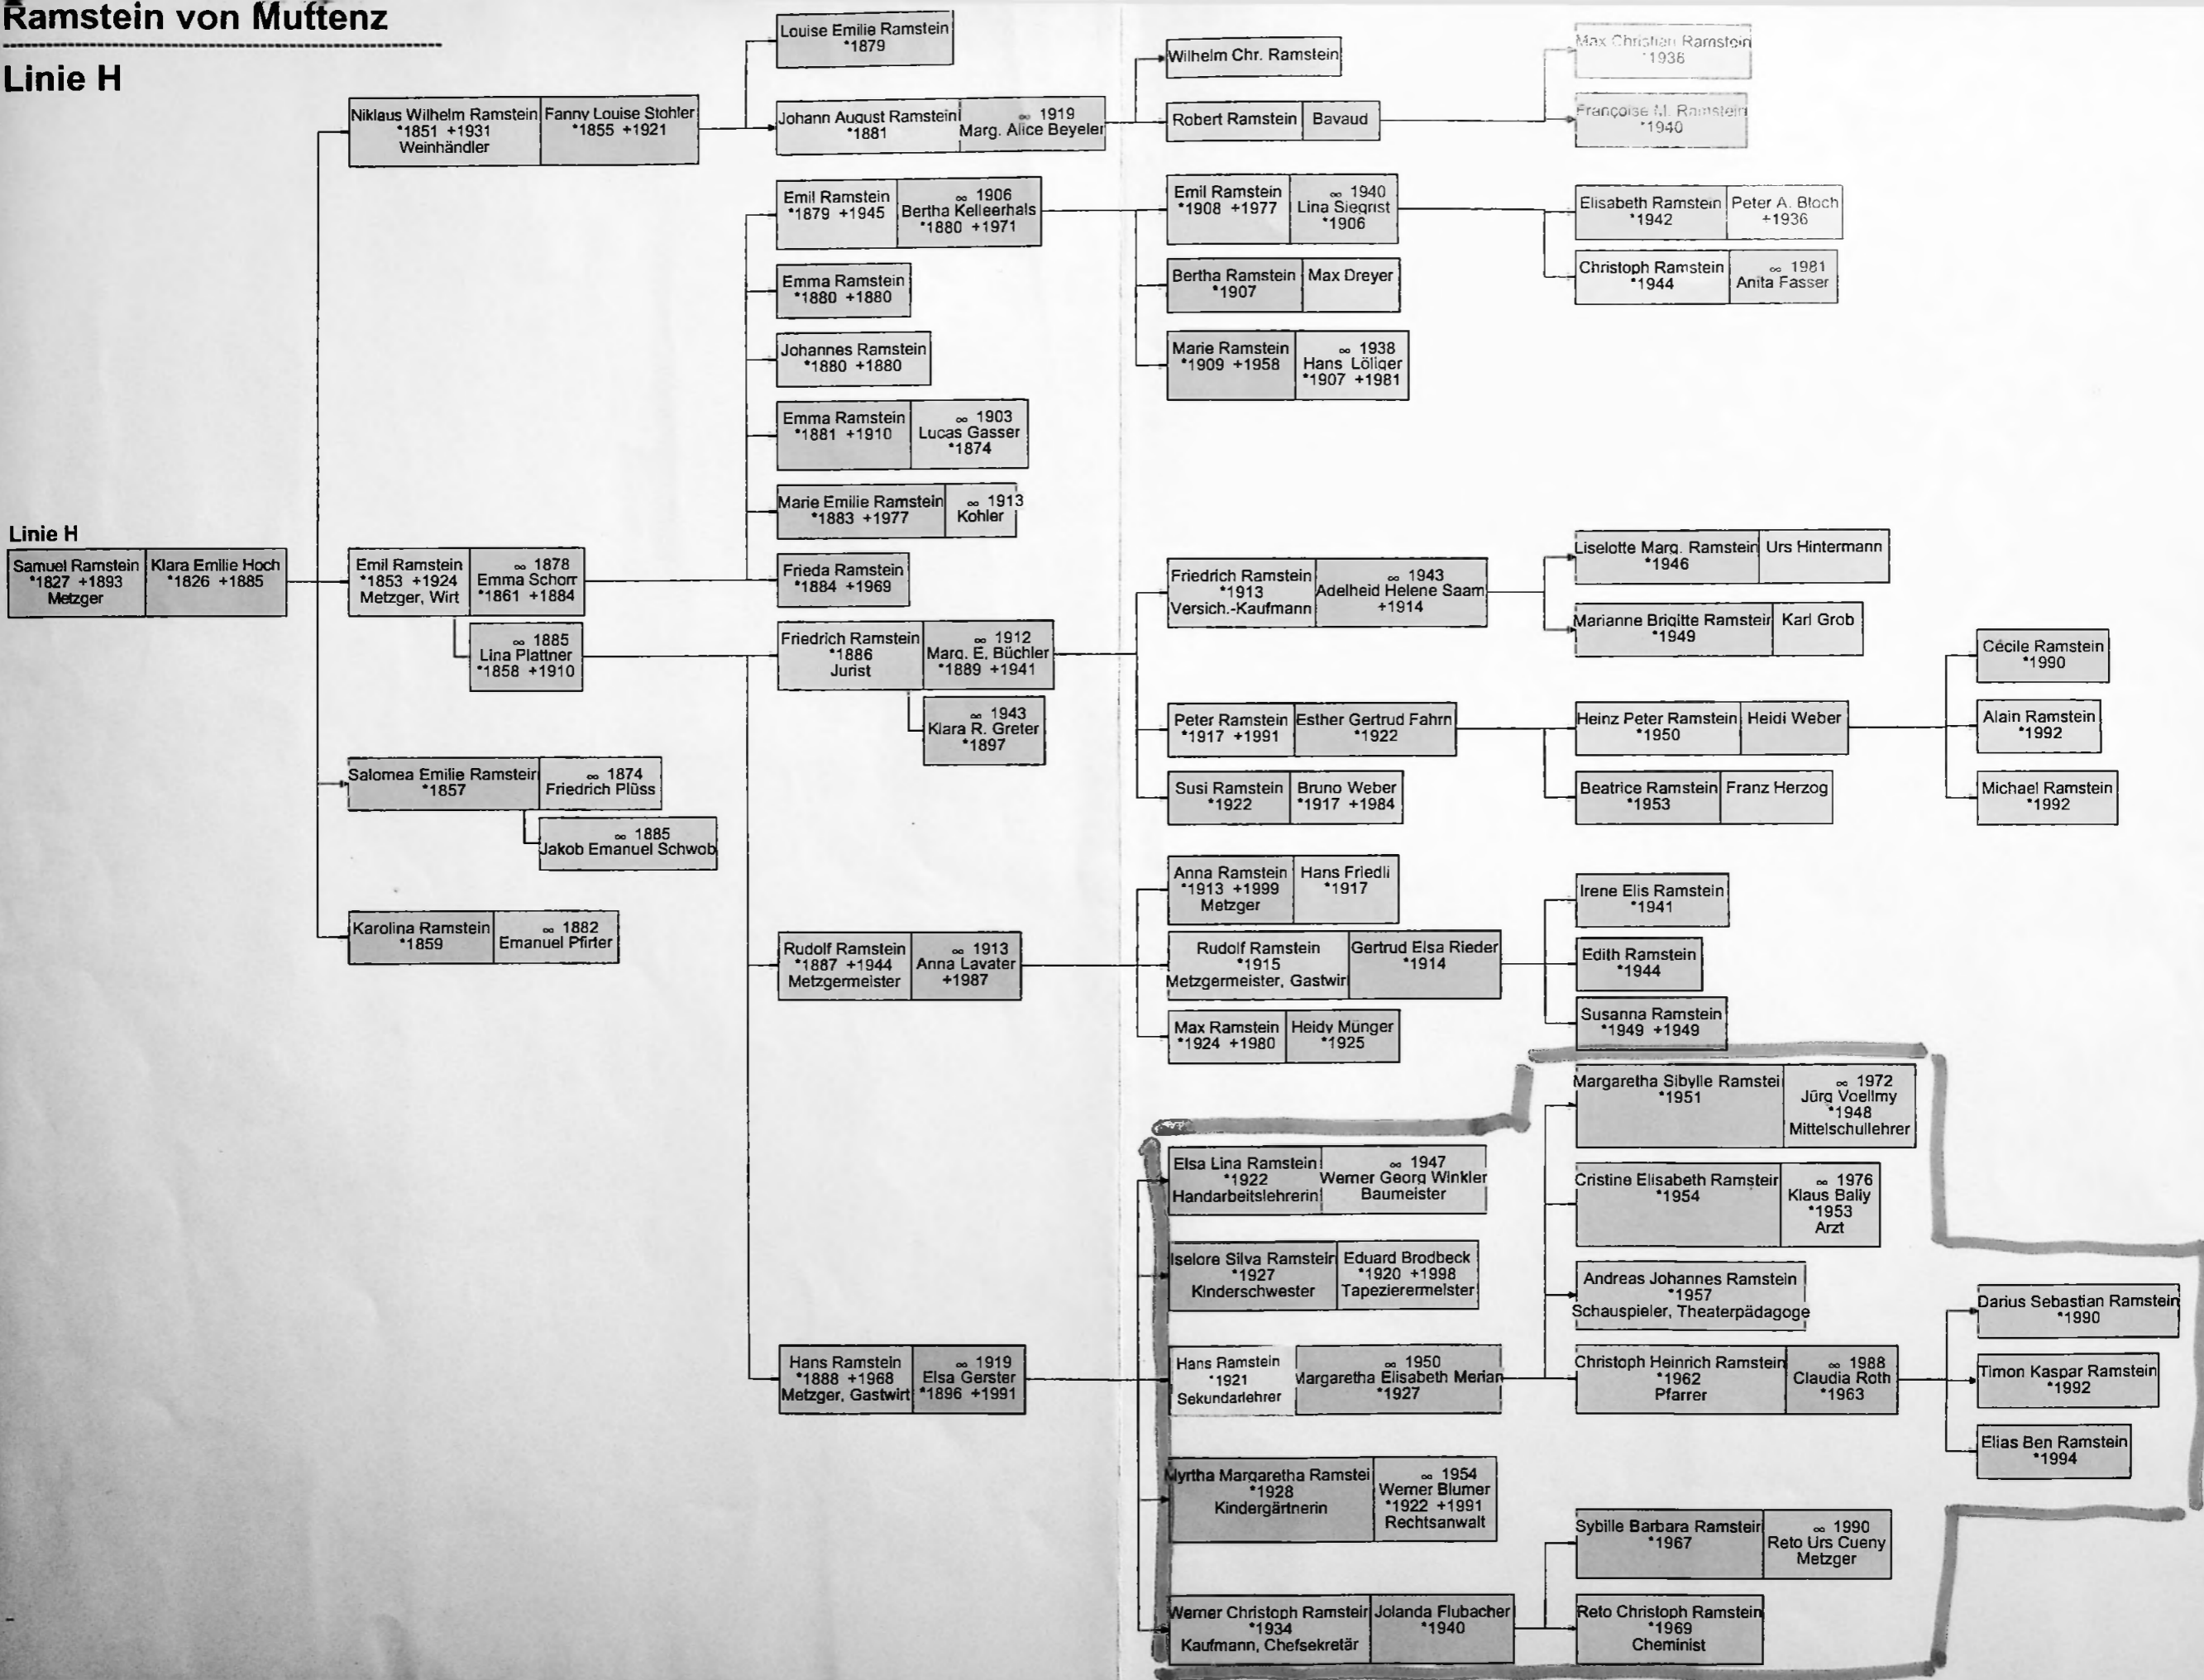 Ramstein von Muttenz
Linie H
Linie H
Samuel Ramstein
*1827 +1893
Metzger
Klara Emilie Hoch
*1826 +1885
Niklaus Wilhelm Ramstein
*1851 +1931
Weinhändler
Fanny Louise Stohler
*1855 +1921
Emil Ramstein
*1853 +1924
Metzger, Wirt
∞ 1878
Emma Schorr
*1861 +1884
∞ 1885
Lina Plattner
*1858 +1910
Salomea Emilie Ramstein
*1857
∞ 1874
Friedrich Plüss
∞ 1885
Jakob Emanuel Schwob
Karolina Ramstein
*1859
∞ 1882
Emanuel Pfirter
Louise Emilie Ramstein
*1879
Johann August Ramstein
*1881
∞ 1919
Marg. Alice Beyeler
Emil Ramstein
*1879 +1945
∞ 1906
Bertha Kelleerhals
*1880 +1971
Emma Ramstein
*1880 +1880
Johannes Ramstein
*1880 +1880
Emma Ramstein
*1881 +1910
∞ 1903
Lucas Gasser
*1874
Marie Emilie Ramstein
*1883 +1977
∞ 1913
Kohler
Frieda Ramstein
*1884 +1969
Friedrich Ramstein
*1886
Jurist
∞ 1912
Marg. E. Büchler
*1889 +1941
∞ 1943
Klara R. Greter
*1897
Rudolf Ramstein
*1887 +1944
Metzgermeister
∞ 1913
Anna Lavater
+1987
Hans Ramstein
*1888 +1968
Metzger, Gastwirt
∞ 1919
Elsa Gerster
*1896 +1991
Wilhelm Chr. Ramstein
Robert Ramstein
Bavaud
Emil Ramstein
*1908 +1977
∞ 1940
Lina Siegrist
*1906
Bertha Ramstein
*1907
Max Dreyer
Marie Ramstein
*1909 +1958
∞ 1938
Hans Löliger
*1907 +1981
Friedrich Ramstein
*1913
Versich.-Kaufmann
∞ 1943
Adelheid Helene Saam
+1914
Peter Ramstein
*1917 +1991
Esther Gertrud Fahrn
*1922
Susi Ramstein
*1922
Bruno Weber
*1917 +1984
Anna Ramstein
*1913 +1999
Metzger
Hans Friedli
*1917
Rudolf Ramstein
*1915
Metzgermeister, Gastwir
Gertrud Elsa Rieder
*1914
Max Ramstein
*1924 +1980
Heidy Münger
*1925
Elsa Lina Ramstein
*1922
Handarbeitslehrerin
∞ 1947
Werner Georg Winkler
Baumeister
Iselore Silva Ramstein
*1927
Kinderschwester
Eduard Brodbeck
*1920 +1998
Tapezierermeister
Hans Ramstein
*1921
Sekundarlehrer
∞ 1950
Margaretha Elisabeth Merian
*1927
Myrtha Margaretha Ramstei
*1928
Kindergärtnerin
∞ 1954
Werner Blumer
*1922 +1991
Rechtsanwalt
Werner Christoph Ramstein
*1934
Kaufmann, Chefsekretär
Jolanda Flubacher
*1940
Max Christian Ramstein
*1936
Françoise M. Ramstein
*1940
Elisabeth Ramstein
*1942
Peter A. Bloch
+1936
Christoph Ramstein
*1944
∞ 1981
Anita Fasser
Liselotte Marg. Ramstein
*1946
Urs Hintermann
Marianne Brigitte Ramstein
*1949
Karl Grob
Heinz Peter Ramstein
*1950
Heidi Weber
Beatrice Ramstein
*1953
Franz Herzog
Irene Elis Ramstein
*1941
Edith Ramstein
*1944
Susanna Ramstein
*1949 +1949
Margaretha Sibylle Ramstei
*1951
∞ 1972
Jürg Voellmy
*1948
Mittelschullehrer
Cristine Elisabeth Ramstein
*1954
∞ 1976
Klaus Bally
*1953
Arzt
Andreas Johannes Ramstein
*1957
Schauspieler, Theaterpädagoge
Christoph Heinrich Ramstein
*1962
Pfarrer
∞ 1988
Claudia Roth
*1963
Sybille Barbara Ramstein
*1967
∞ 1990
Reto Urs Cueny
Metzger
Reto Christoph Ramstein
*1969
Cheminist
Cécile Ramstein
*1990
Alain Ramstein
*1992
Michael Ramstein
*1992
Darius Sebastian Ramstein
*1990
Timon Kaspar Ramstein
*1992
Elias Ben Ramstein
*1994